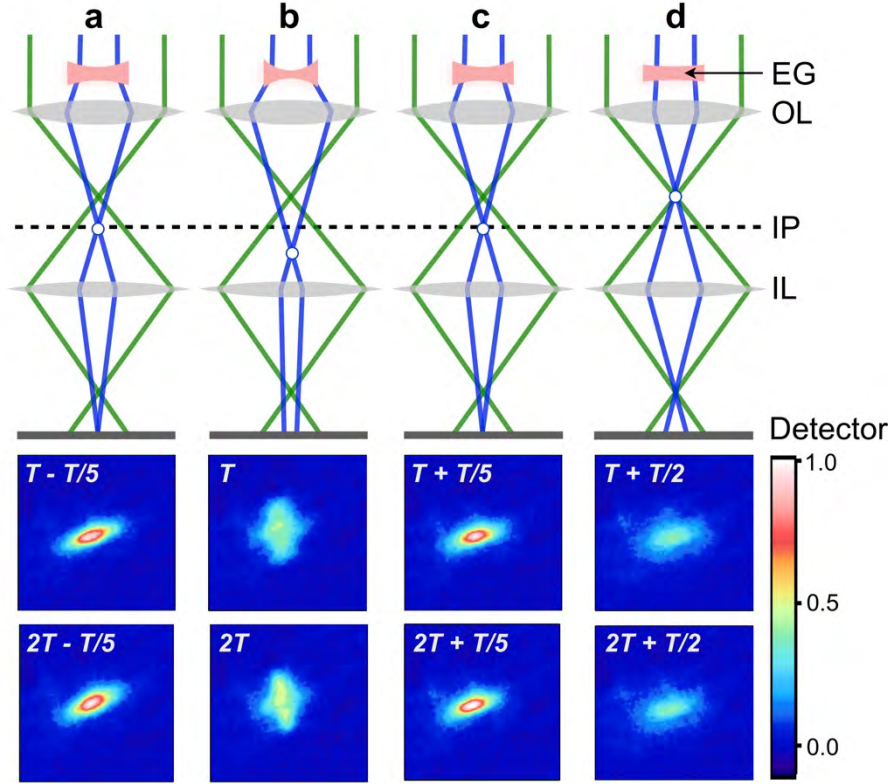 a b c d
EG
OL
IP
IL
Detector
T - T/5 T T + T/5 T + T/2 1.0
0.5
2T - T/5 2T 2T + T/5 2T + T/2
0.0